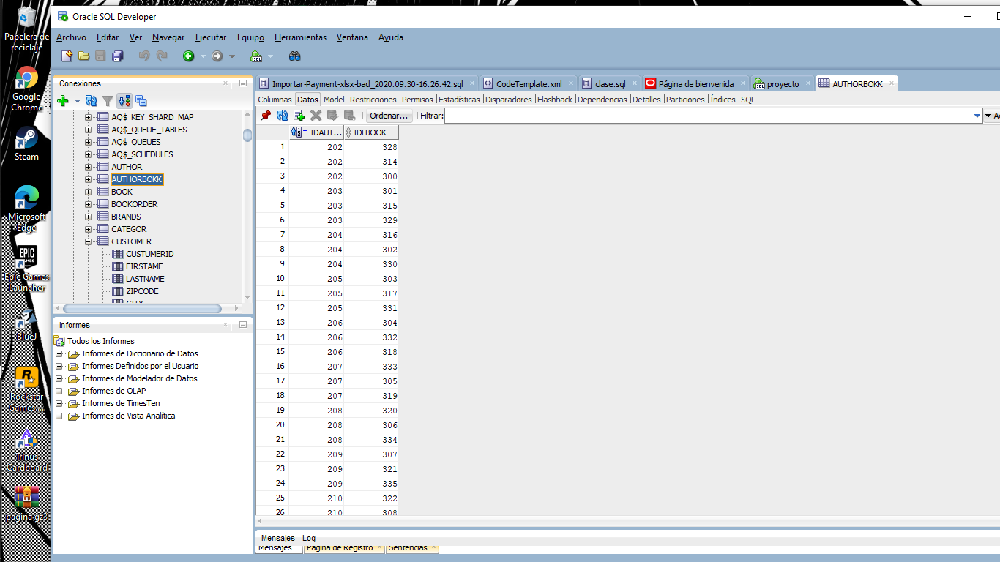 Oracle SQL Developer
Papelera de
reciclaje
Archivo Editar Ver Navegar Ejecutar Equipo Herramientas Ventana Ayuda
Google
Chrome
Steam
Microsoft
Edge
Epic Games
Launcher
BlueJ
Rockstar
Games...
Trinus
Cardboard
pagina gz3
Conexiones
AQ$_KEY_SHARD_MAP
AQ$_QUEUE_TABLES
AQ$_QUEUES
AQ$_SCHEDULES
AUTHOR
AUTHORBOKK
BOOK
BOOKORDER
BRANDS
CATEGOR
CUSTOMER
CUSTUMERID
FIRSTAME
LASTNAME
ZIPCODE
CITY
Informes
Todos los Informes
Informes de Diccionario de Datos
Informes Definidos por el Usuario
Informes de Modelador de Datos
Informes de OLAP
Informes de TimesTen
Informes de Vista Analítica
Importar-Payment-xlsx-bad_2020.09.30-16.26.42.sql CodeTemplate.xml clase.sql Página de bienvenida proyecto AUTHORBOKK
Columnas Datos Model Restricciones Permisos Estadísticas Disparadores Flashback Dependencias Detalles Particiones Índices SQL
Ordenar... Filtrar:
IDAUT... IDLBOOK
1 202 328
2 202 314
3 202 300
4 203 301
5 203 315
6 203 329
7 204 316
8 204 302
9 204 330
10 205 303
11 205 317
12 205 331
13 206 304
14 206 332
15 206 318
16 207 333
17 207 305
18 207 319
19 208 320
20 208 306
21 208 334
22 209 307
23 209 321
24 209 335
25 210 322
26 210 308
Mensajes - Log
Mensajes Página de Registro Sentencias